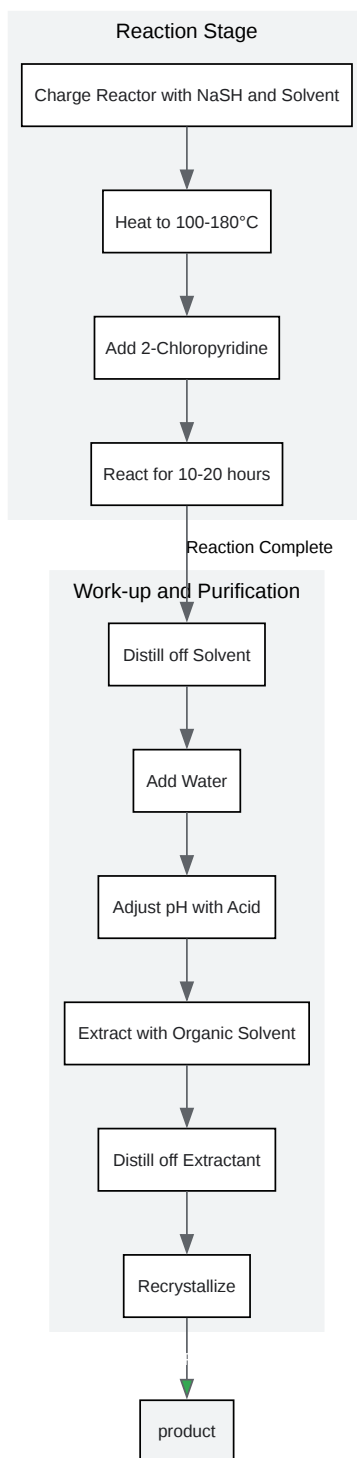 Reaction Stage
Charge Reactor with NaSH and Solvent
Heat to 100-180°C
Add 2-Chloropyridine
React for 10-20 hours
Reaction Complete
Work-up and Purification
Distill off Solvent
Add Water
Adjust pH with Acid
Extract with Organic Solvent
Distill off Extractant
Recrystallize
product